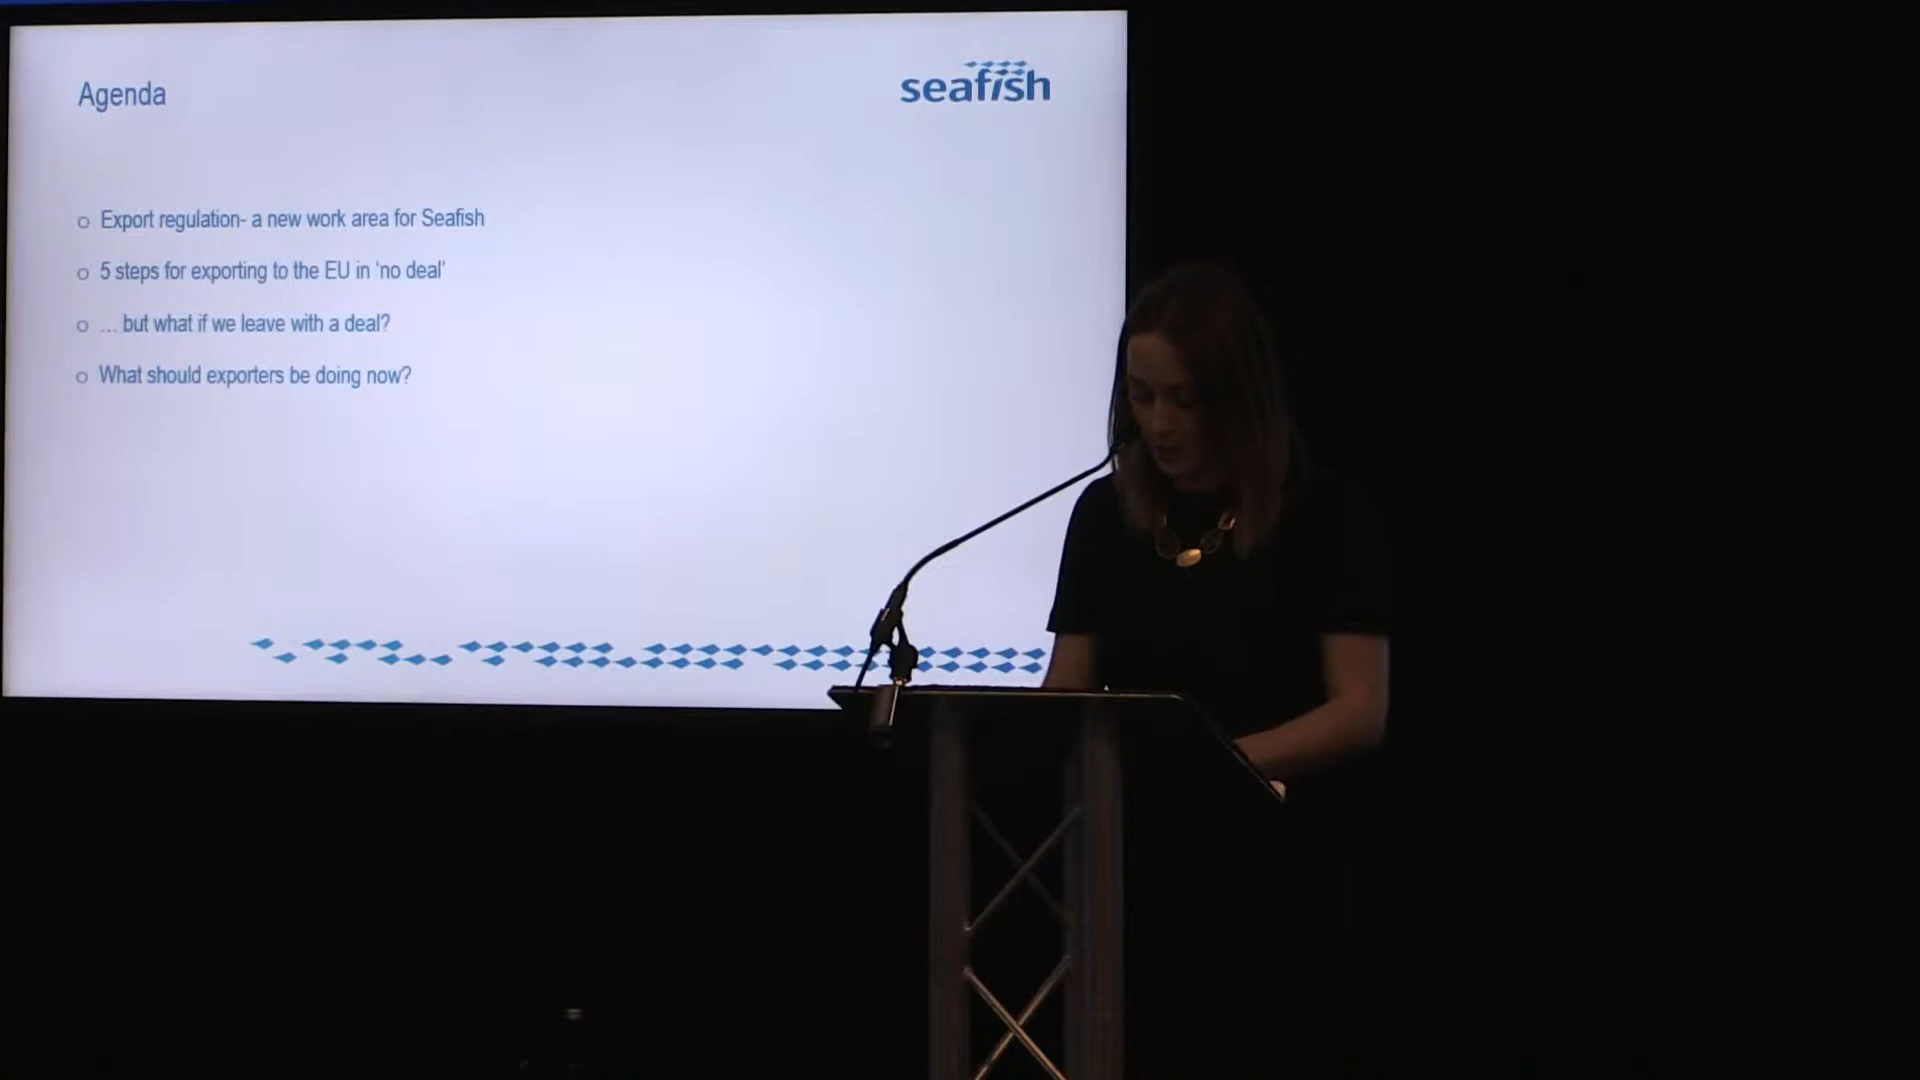 Agenda
seafish
o Export regulation- a new work area for Seafish
o 5 steps for exporting to the EU in 'no deal'
o ... but what if we leave with a deal?
o What should exporters be doing now?